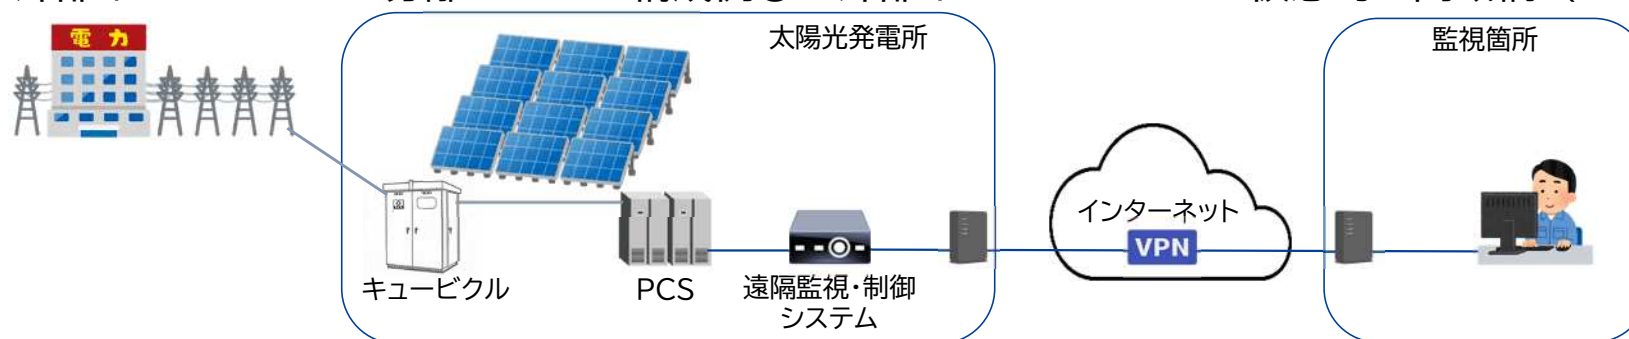 太陽光発電所
監視箇所
電力
インターネット
VPN
キュービクル
PCS
遠隔監視・制御
システム